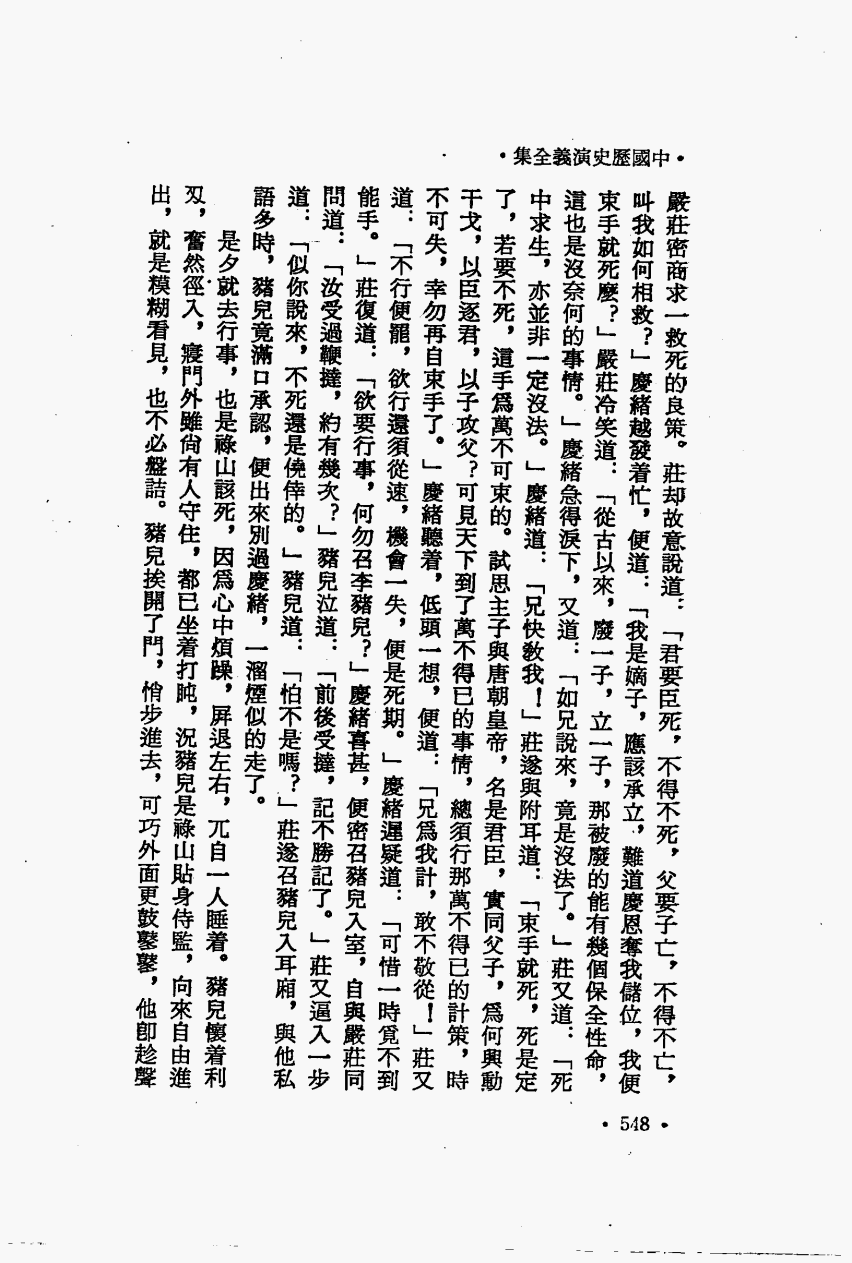 •中國歷史演義全集•
嚴莊密商求一救死的良策。莊却故意說道：「君要臣死，不得不死，父要子亡，不得不亡，
叫我如何相救？」慶緒越發着忙，便道：「我是嫡子，應該承立，難道慶恩奪我儲位，我便
束手就死麼？」嚴莊冷笑道：「從古以來，廢一子，立一子，那被廢的能有幾個保全性命，
這也是沒奈何的事情。」慶緒急得淚下，又道：「如兄說來，竟是沒法了。」莊又道：「死
中求生，亦並非一定沒法。」慶緒道：「兄快敎我！」莊遂與附耳道：「束手就死，死是定
了，若要不死，這手爲萬不可束的。試思主子與唐朝皇帝，名是君臣，實同父子，爲何興動
干戈，以臣逐君，以子攻父？可見天下到了萬不得已的事情，總須行那萬不得已的計策，時
不可失，幸勿再自束手了。」慶緒聽着，低頭一想，便道：「兄爲我計，敢不敬從！」莊又
道：「不行便罷，欲行還須從速，機會一失，便是死期。」慶緒遲疑道：「可惜一時覓不到
能手。」莊復道：「欲要行事，何勿召李豬兒？」慶緒喜甚，便密召豬兒入室，自與嚴莊同
問道：「汝受過鞭撻，約有幾次？」豬兒泣道：「前後受撻，記不勝記了。」莊又逼入一步
道：「似你說來，不死還是僥倖的。」豬兒道：「怕不是嗎？」莊遂召豬兒入耳廂，與他私
語多時，豬兒竟滿口承認，便出來別過慶緒，一溜煙似的走了。
是夕就去行事，也是祿山該死，因爲心中煩躁，屏退左右，兀自一人睡着。豬兒懷着利
刄，奮然徑入，寢門外雖尙有人守住，都已坐着打盹，況豬兒是祿山貼身侍監，向來自由進
出，就是模糊看見，也不必盤詰。豬兒挨開了門，悄步進去，可巧外面更鼓鼕鼕，他卽趁聲
•548•